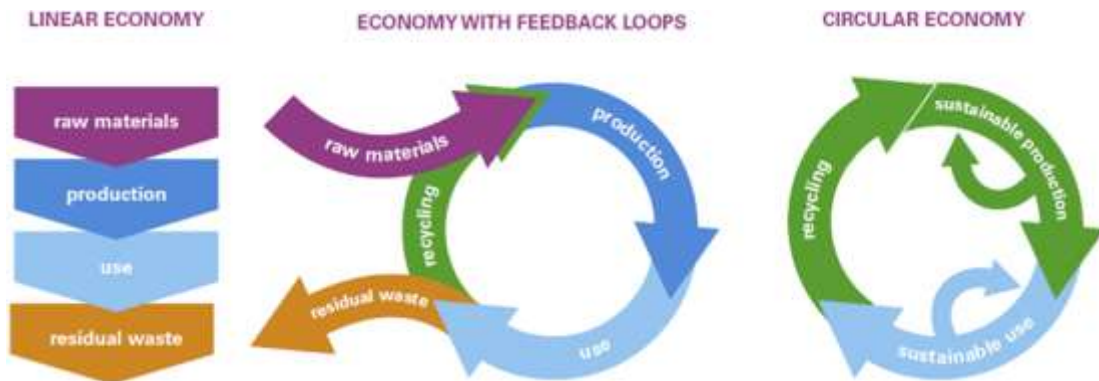 LINEAR ECONOMY
raw materials
production
use
residual waste
ECONOMY WITH FEEDBACK LOOPS
raw materials
production
recycling
residual waste
use
CIRCULAR ECONOMY
sustainable production
recycling
sustainable use